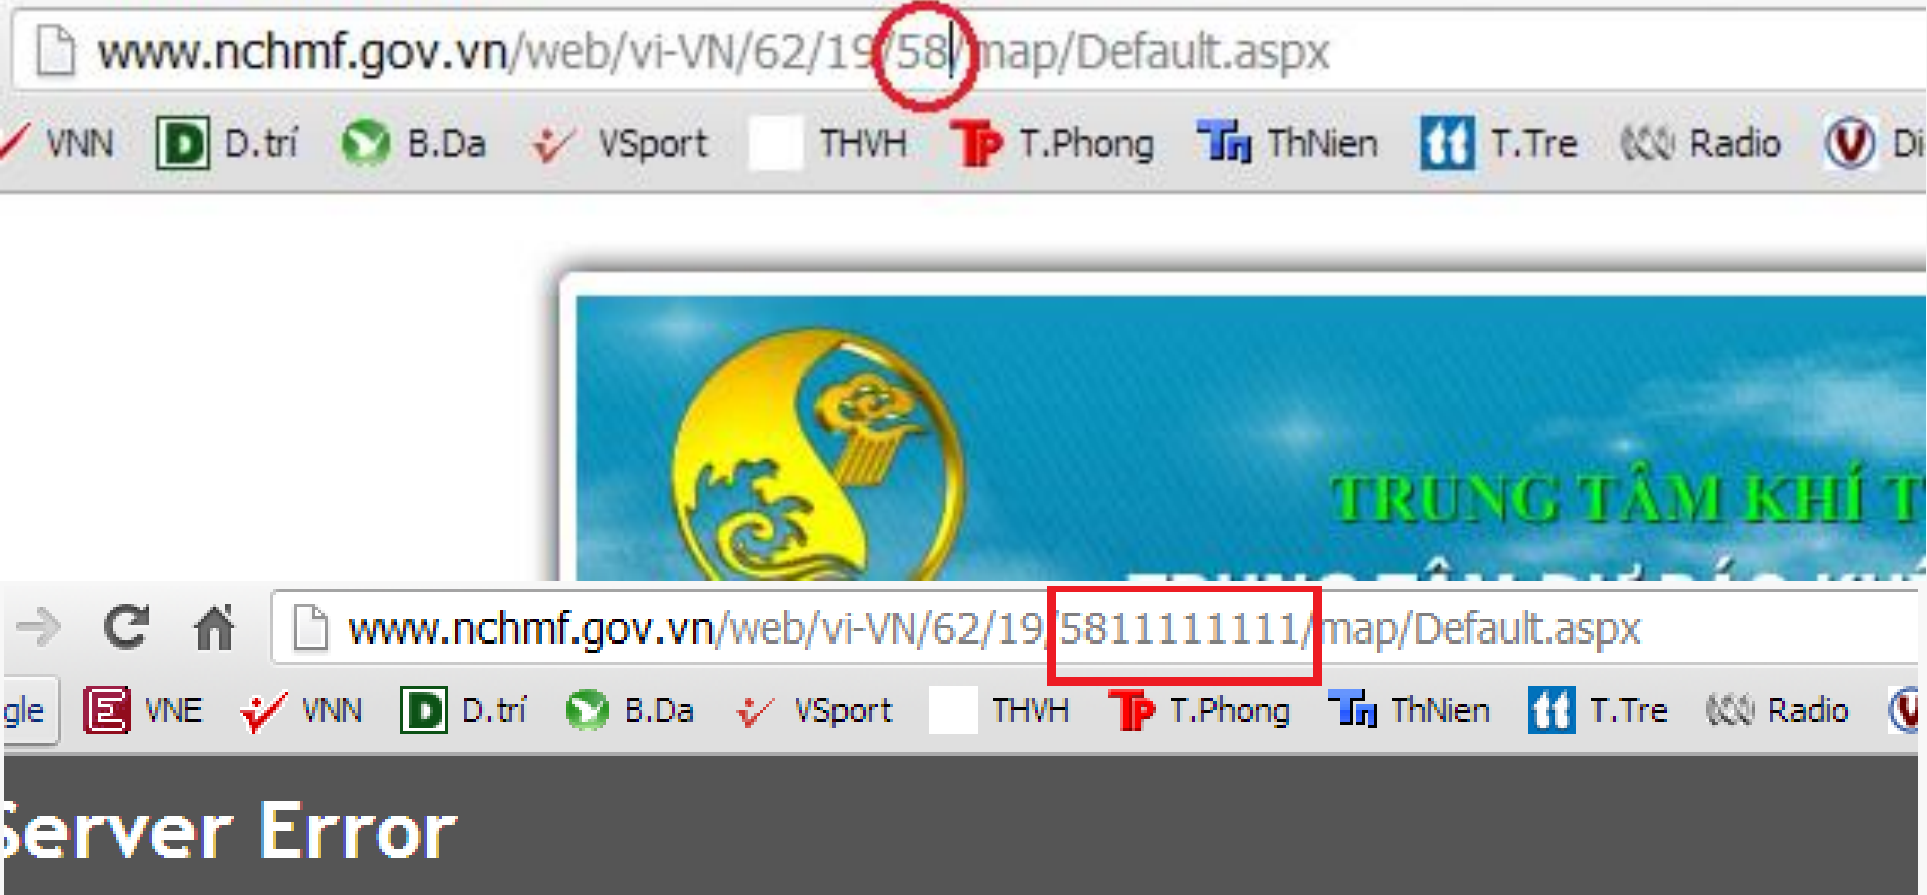 www.nchmf.gov.vn/web/vi-VN/62/19/58/map/Default.aspx
VNN D.trí B.Da VSport THVH T.Phong ThNien T.Tre Radio
TRUNG TÂM KHÍ
www.nchmf.gov.vn/web/vi-VN/62/19/5811111111/map/Default.aspx
gle VNE VNN D.trí B.Da VSport THVH T.Phong ThNien T.Tre Radio
Server Error